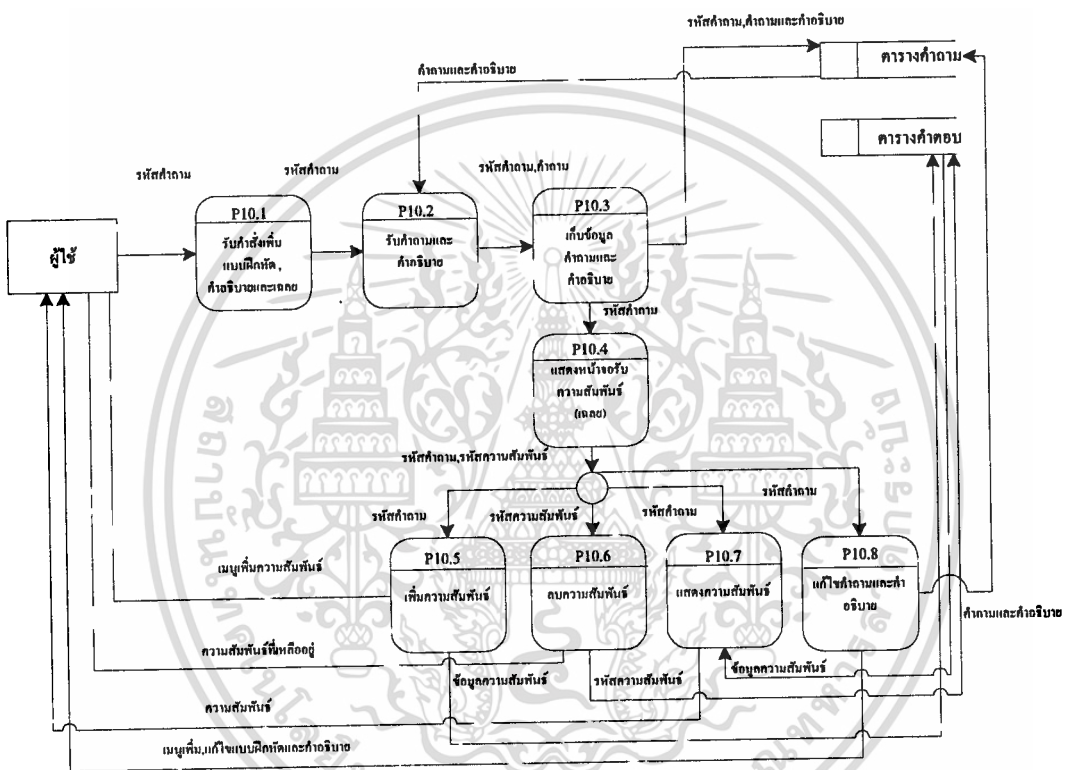 รหัสคำถาม,คำถามและคำอธิบาย
ตารางคำถาม
คำถามและคำอธิบาย
ตารางคำตอบ
รหัสคำถาม
รหัสคำถาม
รหัสคำถาม,คำถาม
ผู้ใช้
P10.1
รับคำสั่งเพิ่ม
แบบฝึกหัด,
คำอธิบายและเฉลย
P10.2
รับคำถามและ
คำอธิบาย
P10.3
เก็บข้อมูล
คำถามและ
คำอธิบาย
รหัสคำถาม
P10.4
แสดงหน้าจอรับ
ความสัมพันธ์
(เฉลย)
รหัสคำถาม,รหัสความสัมพันธ์
รหัสคำถาม
รหัสความสัมพันธ์
รหัสคำถาม
รหัสคำถาม
P10.5
เพิ่มความสัมพันธ์
P10.6
ลบความสัมพันธ์
P10.7
แสดงความสัมพันธ์
P10.8
แก้ไขคำถามและคำ
อธิบาย
เมนูเพิ่มความสัมพันธ์
คำถามและคำอธิบาย
ความสัมพันธ์ที่เหลืออยู่
ข้อมูลความสัมพันธ์
รหัสความสัมพันธ์
ข้อมูลความสัมพันธ์
ความสัมพันธ์
เมนูเพิ่ม,แก้ไขแบบฝึกหัดและคำอธิบาย